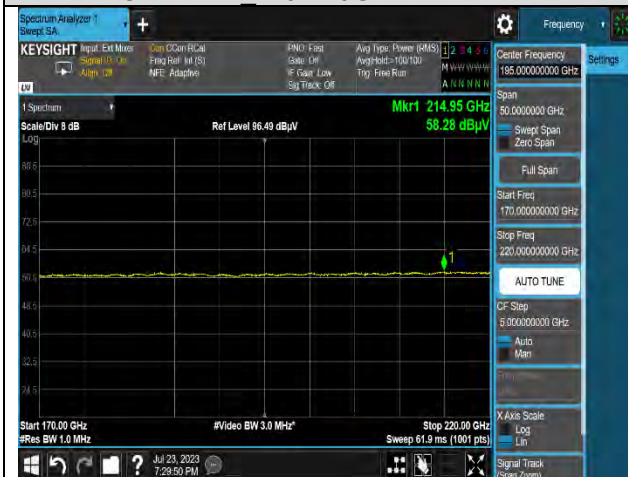 Spectrum Analyzer 1
Swept SA
+
Frequency
KEYSIGHT Input: Ext Mixer
Signal ID: On
Align: Off
Corr CCorr RCal
Freq Ref: Int (S)
NFE: Adaptive
PNO: Fast
Gate: Off
IF Gain: Low
Sig Track: Off
Avg Type: Power (RMS)
Avg|Hold:>100/100
Trig: Free Run
1 2 3 4 5 6
M W W W W W
A N N N N N
1 Spectrum
Scale/Div 8 dB
Log
Ref Level 96.49 dBµV
Mkr1 214.95 GHz
58.28 dBµV
88.5
80.5
72.5
64.5
56.5
48.5
40.5
32.5
24.5
1
Start 170.00 GHz
#Res BW 1.0 MHz
#Video BW 3.0 MHz*
Stop 220.00 GHz
Sweep 61.9 ms (1001 pts)
Center Frequency
195.000000000 GHz
Settings
Span
50.0000000 GHz
Swept Span
Zero Span
Full Span
Start Freq
170.000000000 GHz
Stop Freq
220.000000000 GHz
AUTO TUNE
CF Step
5.000000000 GHz
Auto
Man
X Axis Scale
Log
Lin
Signal Track
(Span Zoom)
?
Jul 23, 2023
7:29:50 PM